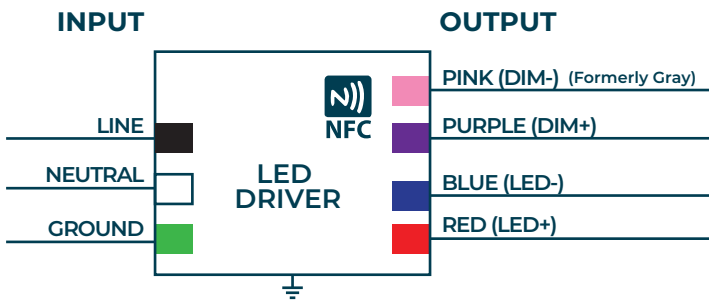 INPUT
OUTPUT
PINK (DIM-) (Formerly Gray)
NFC
LINE
PURPLE (DIM+)
NEUTRAL
LED
DRIVER
BLUE (LED-)
GROUND
RED (LED+)